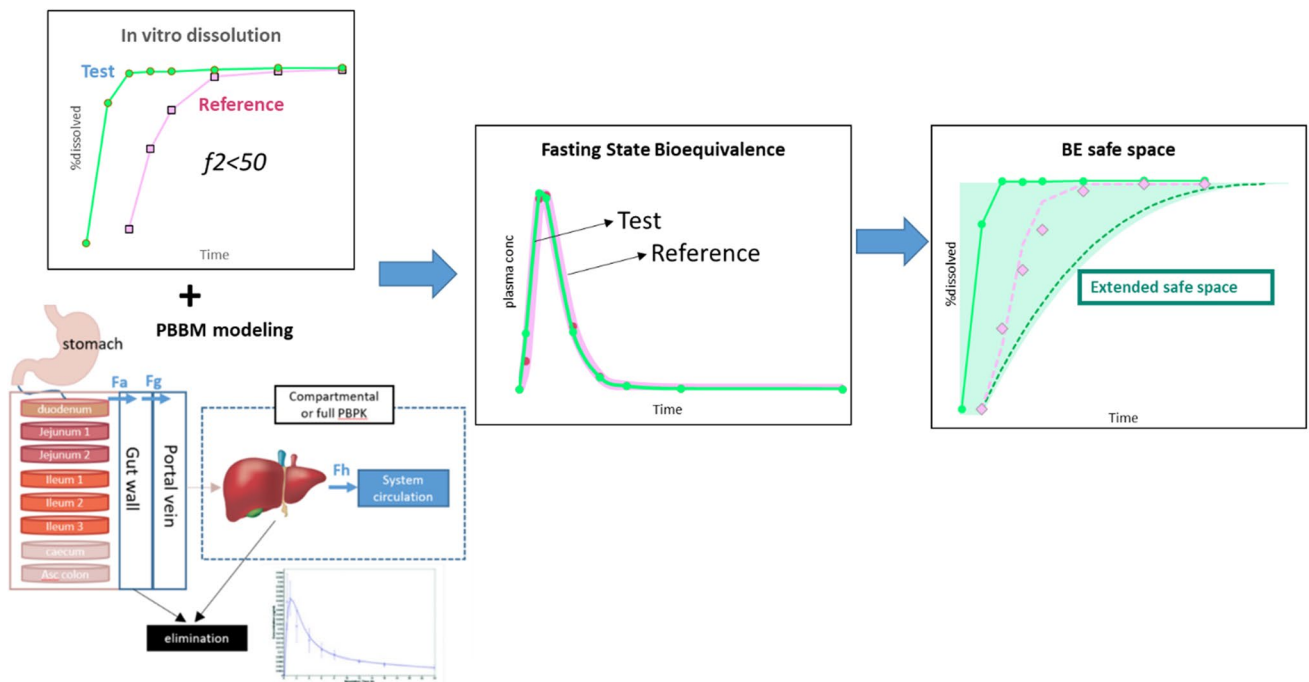 In vitro dissolution
Test
Reference
%dissolved
f2<50
Time
+
PBBM modeling
stomach
Fa
Fg
duodenum
Jejunum 1
Jejunum 2
Ileum 1
Ileum 2
Ileum 3
caecum
Asc colon
Gut wall
Portal vein
Compartmental
or full PBPK
Fh
System
circulation
elimination
Fasting State Bioequivalence
Test
Reference
plasma conc
Time
BE safe space
%dissolved
Extended safe space
Time